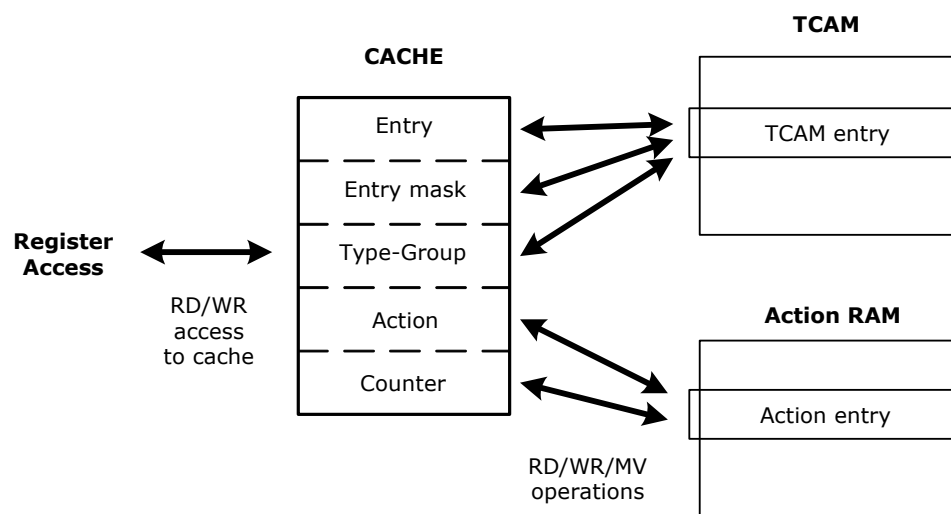 TCAM
CACHE
Entry
TCAM entry
Entry mask
Register
Access
Type-Group
RD/WR
access
to cache
Action
Action RAM
Counter
Action entry
RD/WR/MV
operations